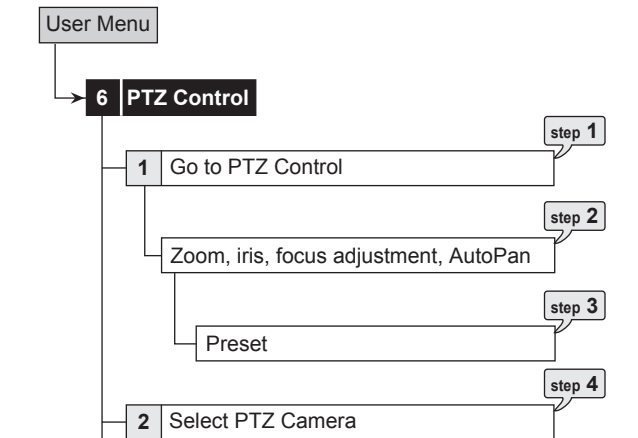 User Menu
6 PTZ Control
step 1
1 Go to PTZ Control
step 2
Zoom, iris, focus adjustment, AutoPan
step 3
Preset
step 4
2 Select PTZ Camera